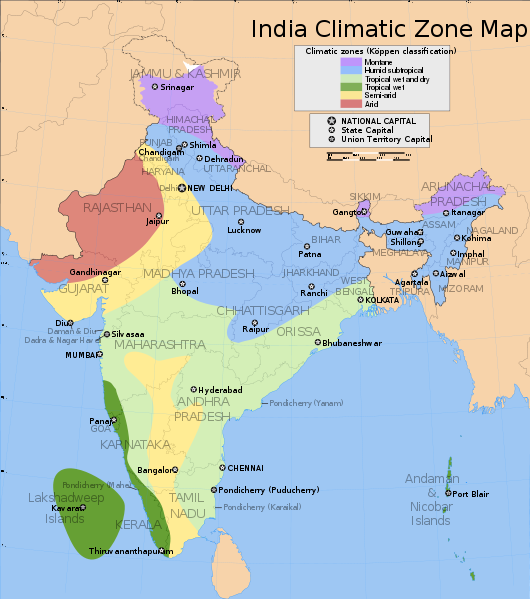 India Climatic Zone Map
Climatic zones (Köppen classification)
Montane
Humid subtropical
Tropical wet and dry
Tropical wet
Semi-arid
Arid
NATIONAL CAPITAL
State Capital
Union Territory Capital
JAMMU & KASHMIR
Srinagar
HIMACHAL
PRADESH
PUNJAB
Shimla
Chandigarh
Chandigarh
Dehradun
HARYANA
UTTARANCHAL
Delhi
NEW DELHI
SIKKIM
ARUNACHAL
PRADESH
RAJASTHAN
UTTAR PRADESH
Gangtok
Itanagar
Jaipur
Lucknow
ASSAM
NAGALAND
Guwahati
BIHAR
Shillong
Kohima
Patna
MEGHALAYA
Imphal
MANIPUR
Gandhinagar
MADHYA PRADESH
JHARKHAND
Agartala
Aizwal
GUJARAT
Bhopal
Ranchi
WEST
BENGAL
TRIPURA
MIZORAM
KOLKATA
CHHATTISGARH
Diu
Raipur
ORISSA
Daman & Diu
Silvasaa
Dadra & Nagar Haveli
MAHARASHTRA
Bhubaneshwar
MUMBAI
Hyderabad
ANDHRA
PRADESH
Pondicherry (Yanam)
Panaji
GOA
KARNATAKA
Bangalore
CHENNAI
Pondicherry (Mahe)
Andaman
&
Nicobar
Islands
Port Blair
Pondicherry (Puducherry)
Lakshadweep
Islands
Kavarati
TAMIL
NADU
Pondicherry (Karaikal)
KERALA
Thiruvananthapuram